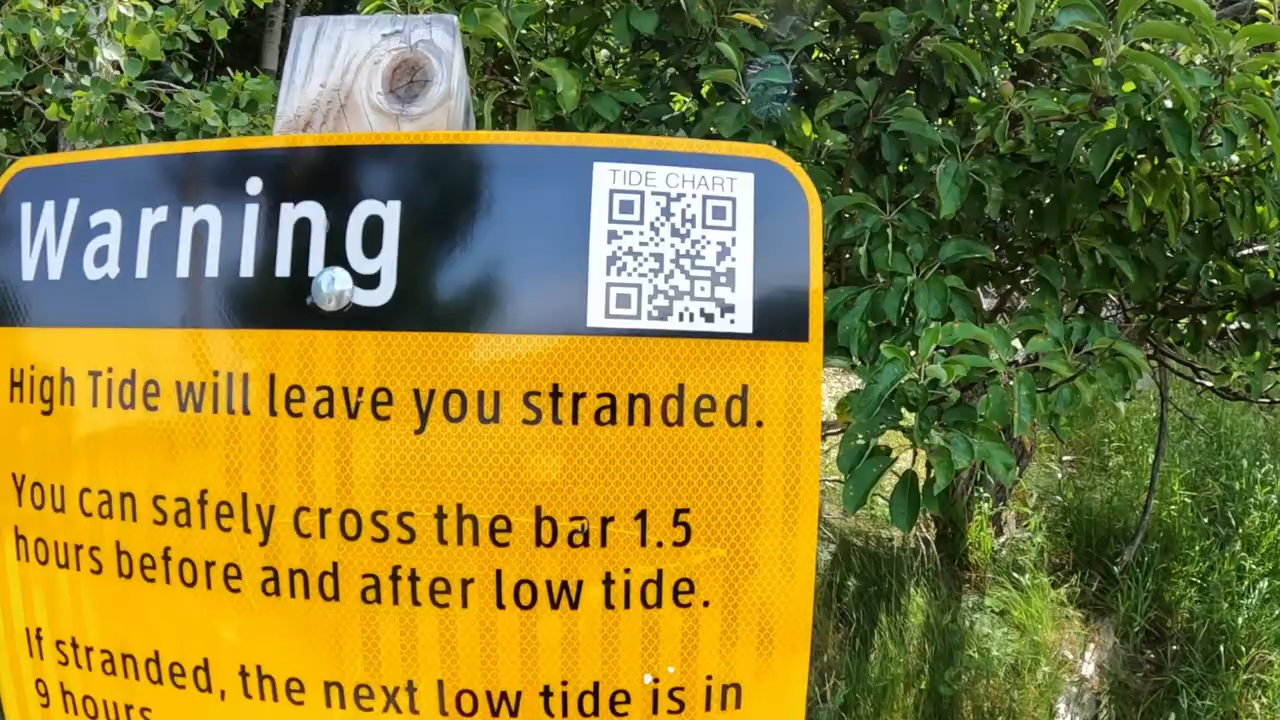 TIDE CHART
Warning
High Tide will leave you stranded.
You can safely cross the bar 1.5
hours before and after low tide.
If stranded, the next low tide is in
9 hours.